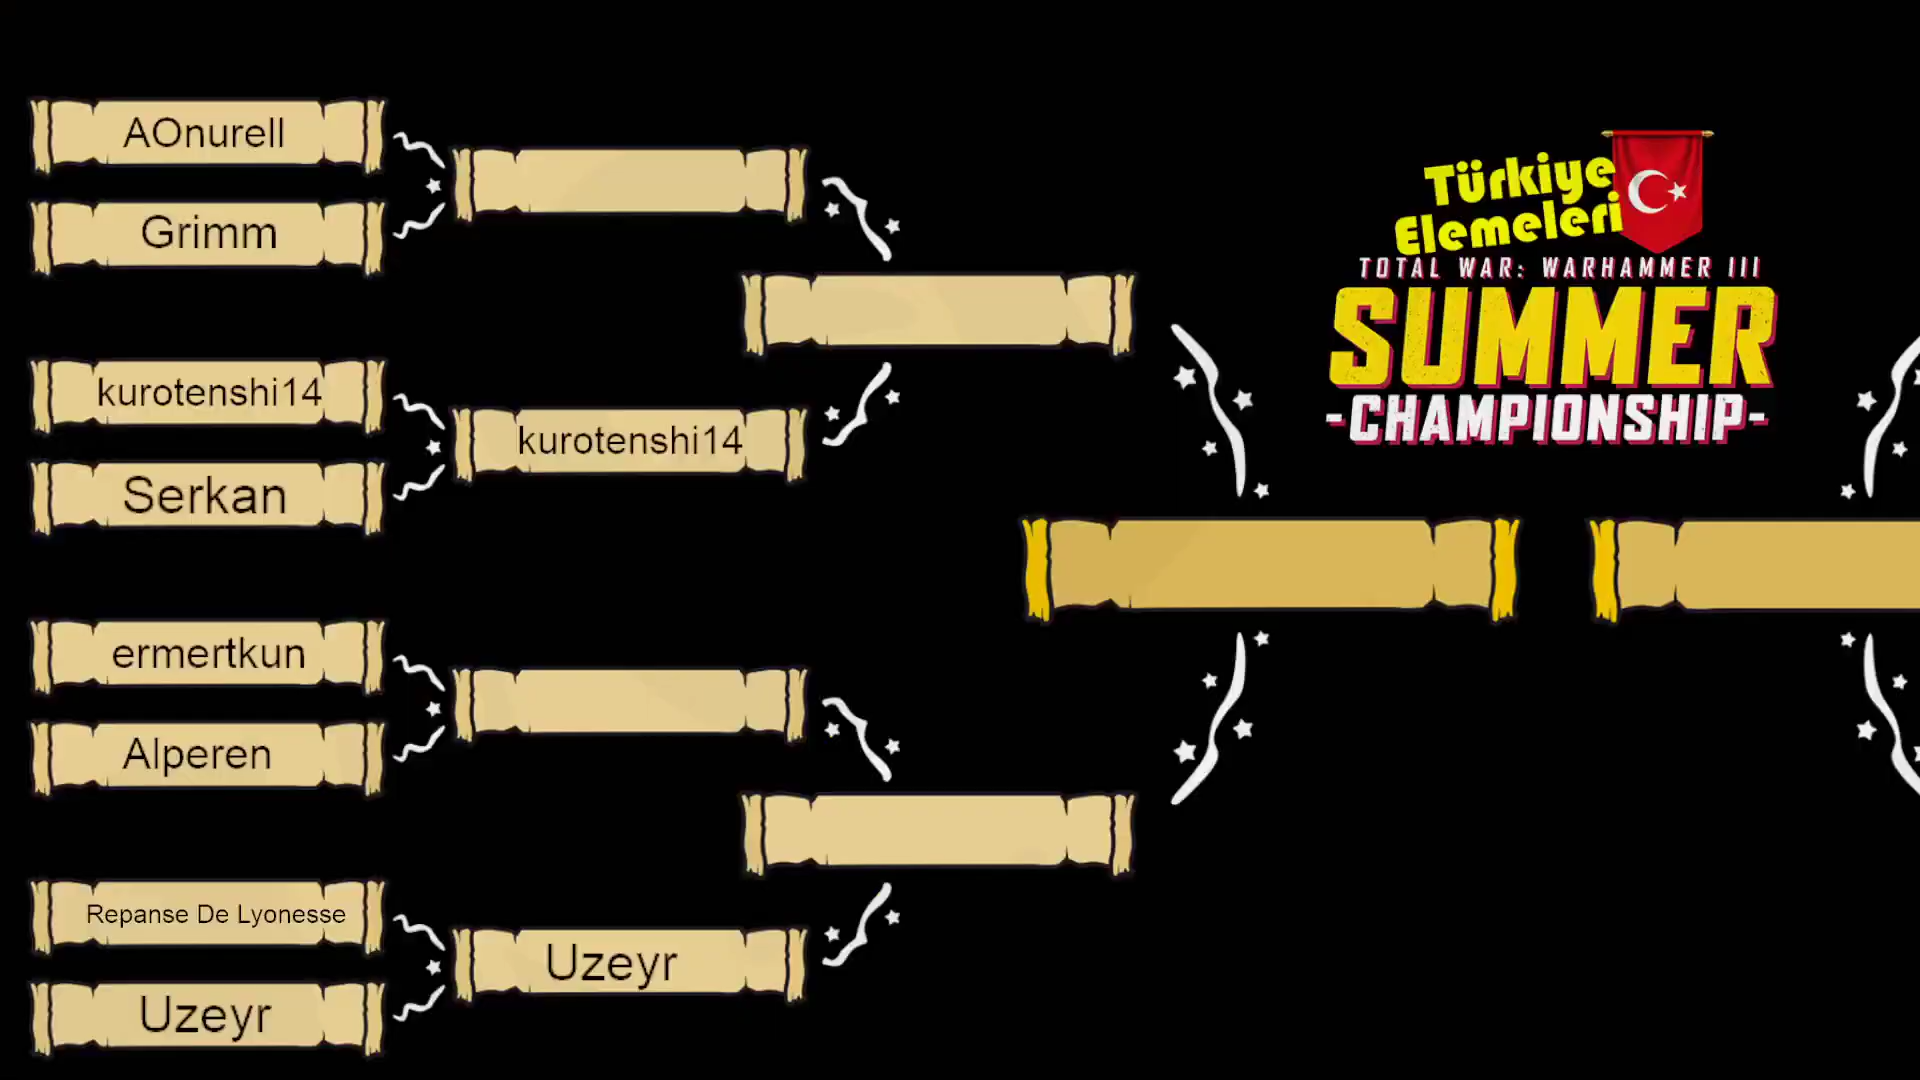 AOnurell
Grimm
kurotenshi14
Serkan
kurotenshi14
ermertkun
Alperen
Repanse De Lyonesse
Uzeyr
Uzeyr
Türkiye
Elemeleri
TOTAL WAR: WARHAMMER III
SUMMER
-CHAMPIONSHIP-